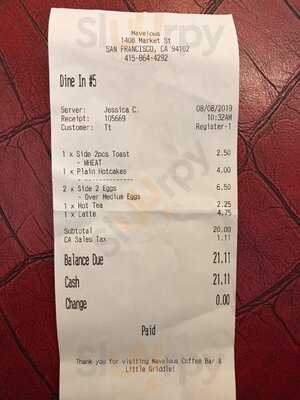 Mavelous
1408 Market St
SAN FRANCISCO, CA 94102
415-864-4292
Dine In #5
Server: Jessica C. 08/08/2019
Receipt: 105669 10:32AM
Customer: Tt Register-1
1 x Side 2pcs Toast 2.50
- WHEAT
1 x Plain Hotcakes 4.00
- --------------
2 x Side 2 Eggs 6.50
- Over Medium Eggs
1 x Hot Tea 2.25
1 x Latte 4.75
Subtotal 20.00
CA Sales Tax 1.11
Balance Due 21.11
Cash 21.11
Change 0.00
Paid
Thank you for visiting Mavelous Coffee Bar &
Little Griddle!
Slurpy